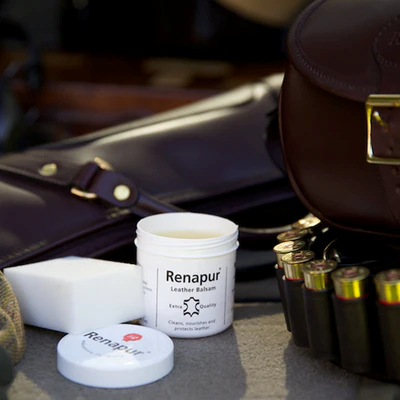 Renapur
Leather Balsam
Extra Quality
Cleans, nourishes and
protects leather.
Renapur